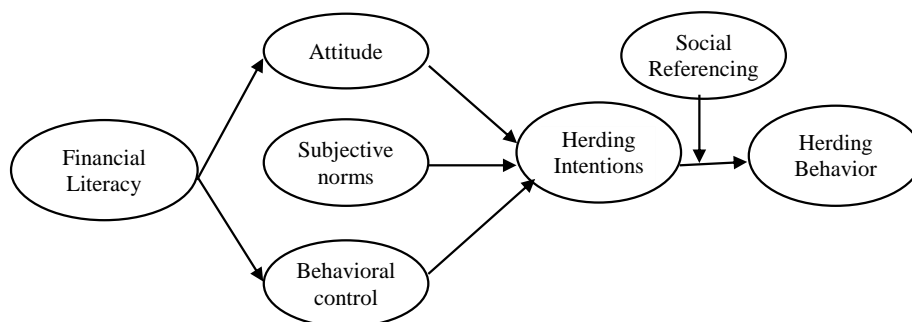 Attitude
Social
Referencing
Financial
Literacy
Subjective
norms
Herding
Intentions
Herding
Behavior
Behavioral
control